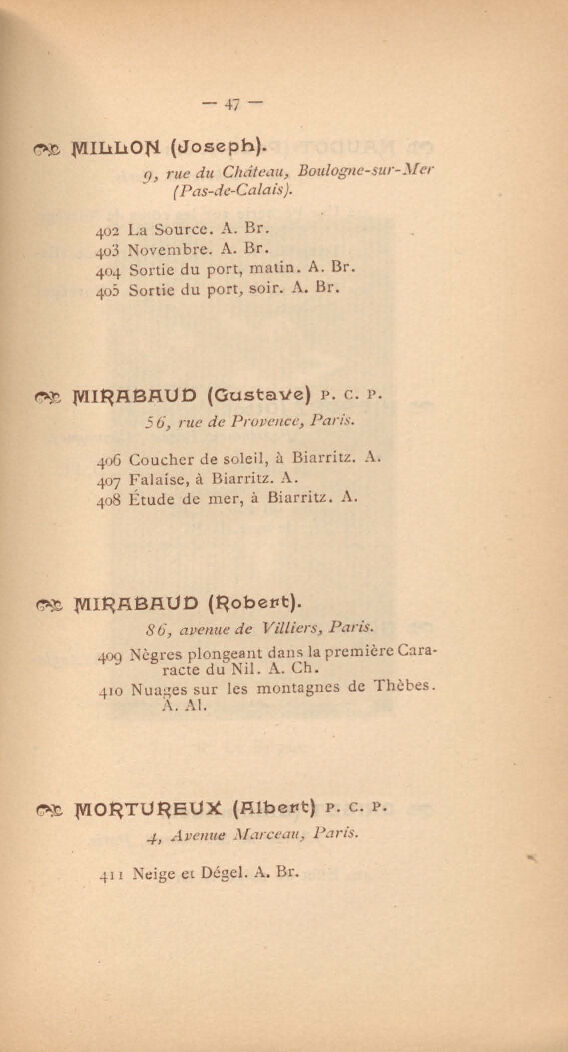 — 47 —
MILLON (Joseph).
9, rue du Château, Boulogne-sur-Mer
(Pas-de-Calais).
402 La Source. A. Br.
403 Novembre. A. Br.
404 Sortie du port, matin. A. Br.
405 Sortie du port, soir. A. Br.
MIRABAUD (Gustave) P. C. P.
56, rue de Provence, Paris.
406 Coucher de soleil, à Biarritz. A.
407 Falaise, à Biarritz. A.
408 Étude de mer, à Biarritz. A.
MIRABAUD (Robert).
86, avenue de Villiers, Paris.
409 Nègres plongeant dans la première Cara-
racte du Nil. A. Ch.
410 Nuages sur les montagnes de Thèbes.
A. Al.
MORTUREUX (Albert) P. C. P.
4, Avenue Marceau, Paris.
411 Neige et Dégel. A. Br.